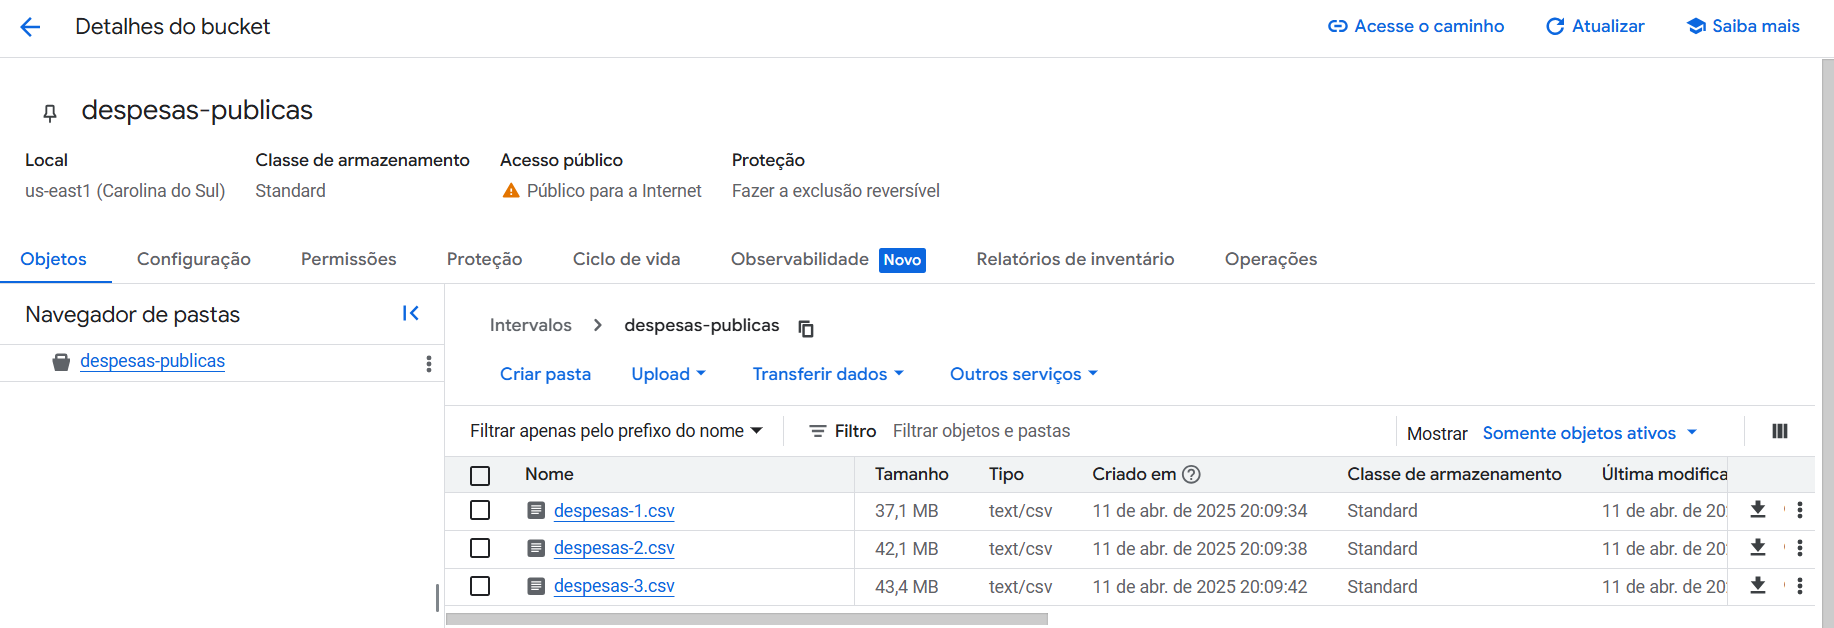 Detalhes do bucket
Acesse o caminho
Atualizar
Saiba mais
despesas-publicas
Local
Classe de armazenamento
Acesso público
Proteção
us-east1 (Carolina do Sul)
Standard
Público para a Internet
Fazer a exclusão reversível
Objetos
Configuração
Permissões
Proteção
Ciclo de vida
Observabilidade
Novo
Relatórios de inventário
Operações
Navegador de pastas
despesas-publicas
Intervalos
despesas-publicas
Criar pasta
Upload
Transferir dados
Outros serviços
Filtrar apenas pelo prefixo do nome
Filtro
Filtrar objetos e pastas
Mostrar
Somente objetos ativos
Nome Tamanho Tipo Criado em Classe de armazenamento Última modifica
despesas-1.csv 37,1 MB text/csv 11 de abr. de 2025 20:09:34 Standard 11 de abr. de 20
despesas-2.csv 42,1 MB text/csv 11 de abr. de 2025 20:09:38 Standard 11 de abr. de 20
despesas-3.csv 43,4 MB text/csv 11 de abr. de 2025 20:09:42 Standard 11 de abr. de 20